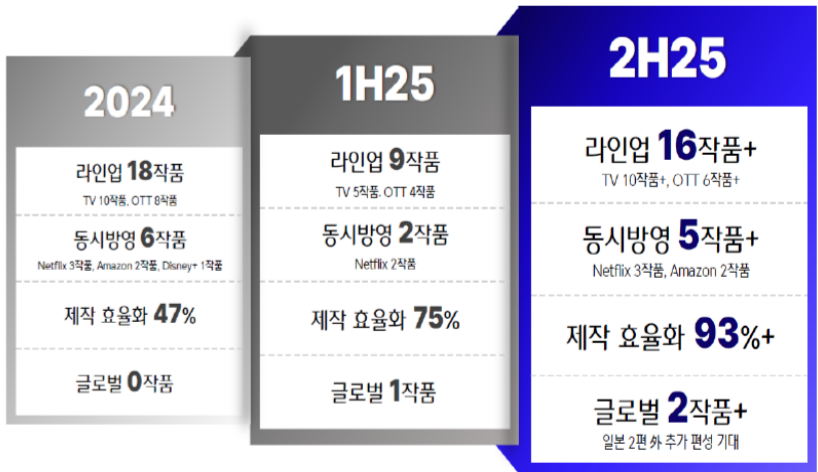 2024
라인업 18작품
TV 10작품, OTT 8작품
동시방영 6작품
Netflix 3작품, Amazon 2작품, Disney+ 1작품
제작 효율화 47%
글로벌 0작품
1H25
라인업 9작품
TV 5작품. OTT 4작품
동시방영 2작품
Netflix 2작품
제작 효율화 75%
글로벌 1작품
2H25
라인업 16작품+
TV 10작품+, OTT 6작품+
동시방영 5작품+
Netflix 3작품, Amazon 2작품
제작 효율화 93%+
글로벌 2작품+
일본 2편 外 추가 편성 기대